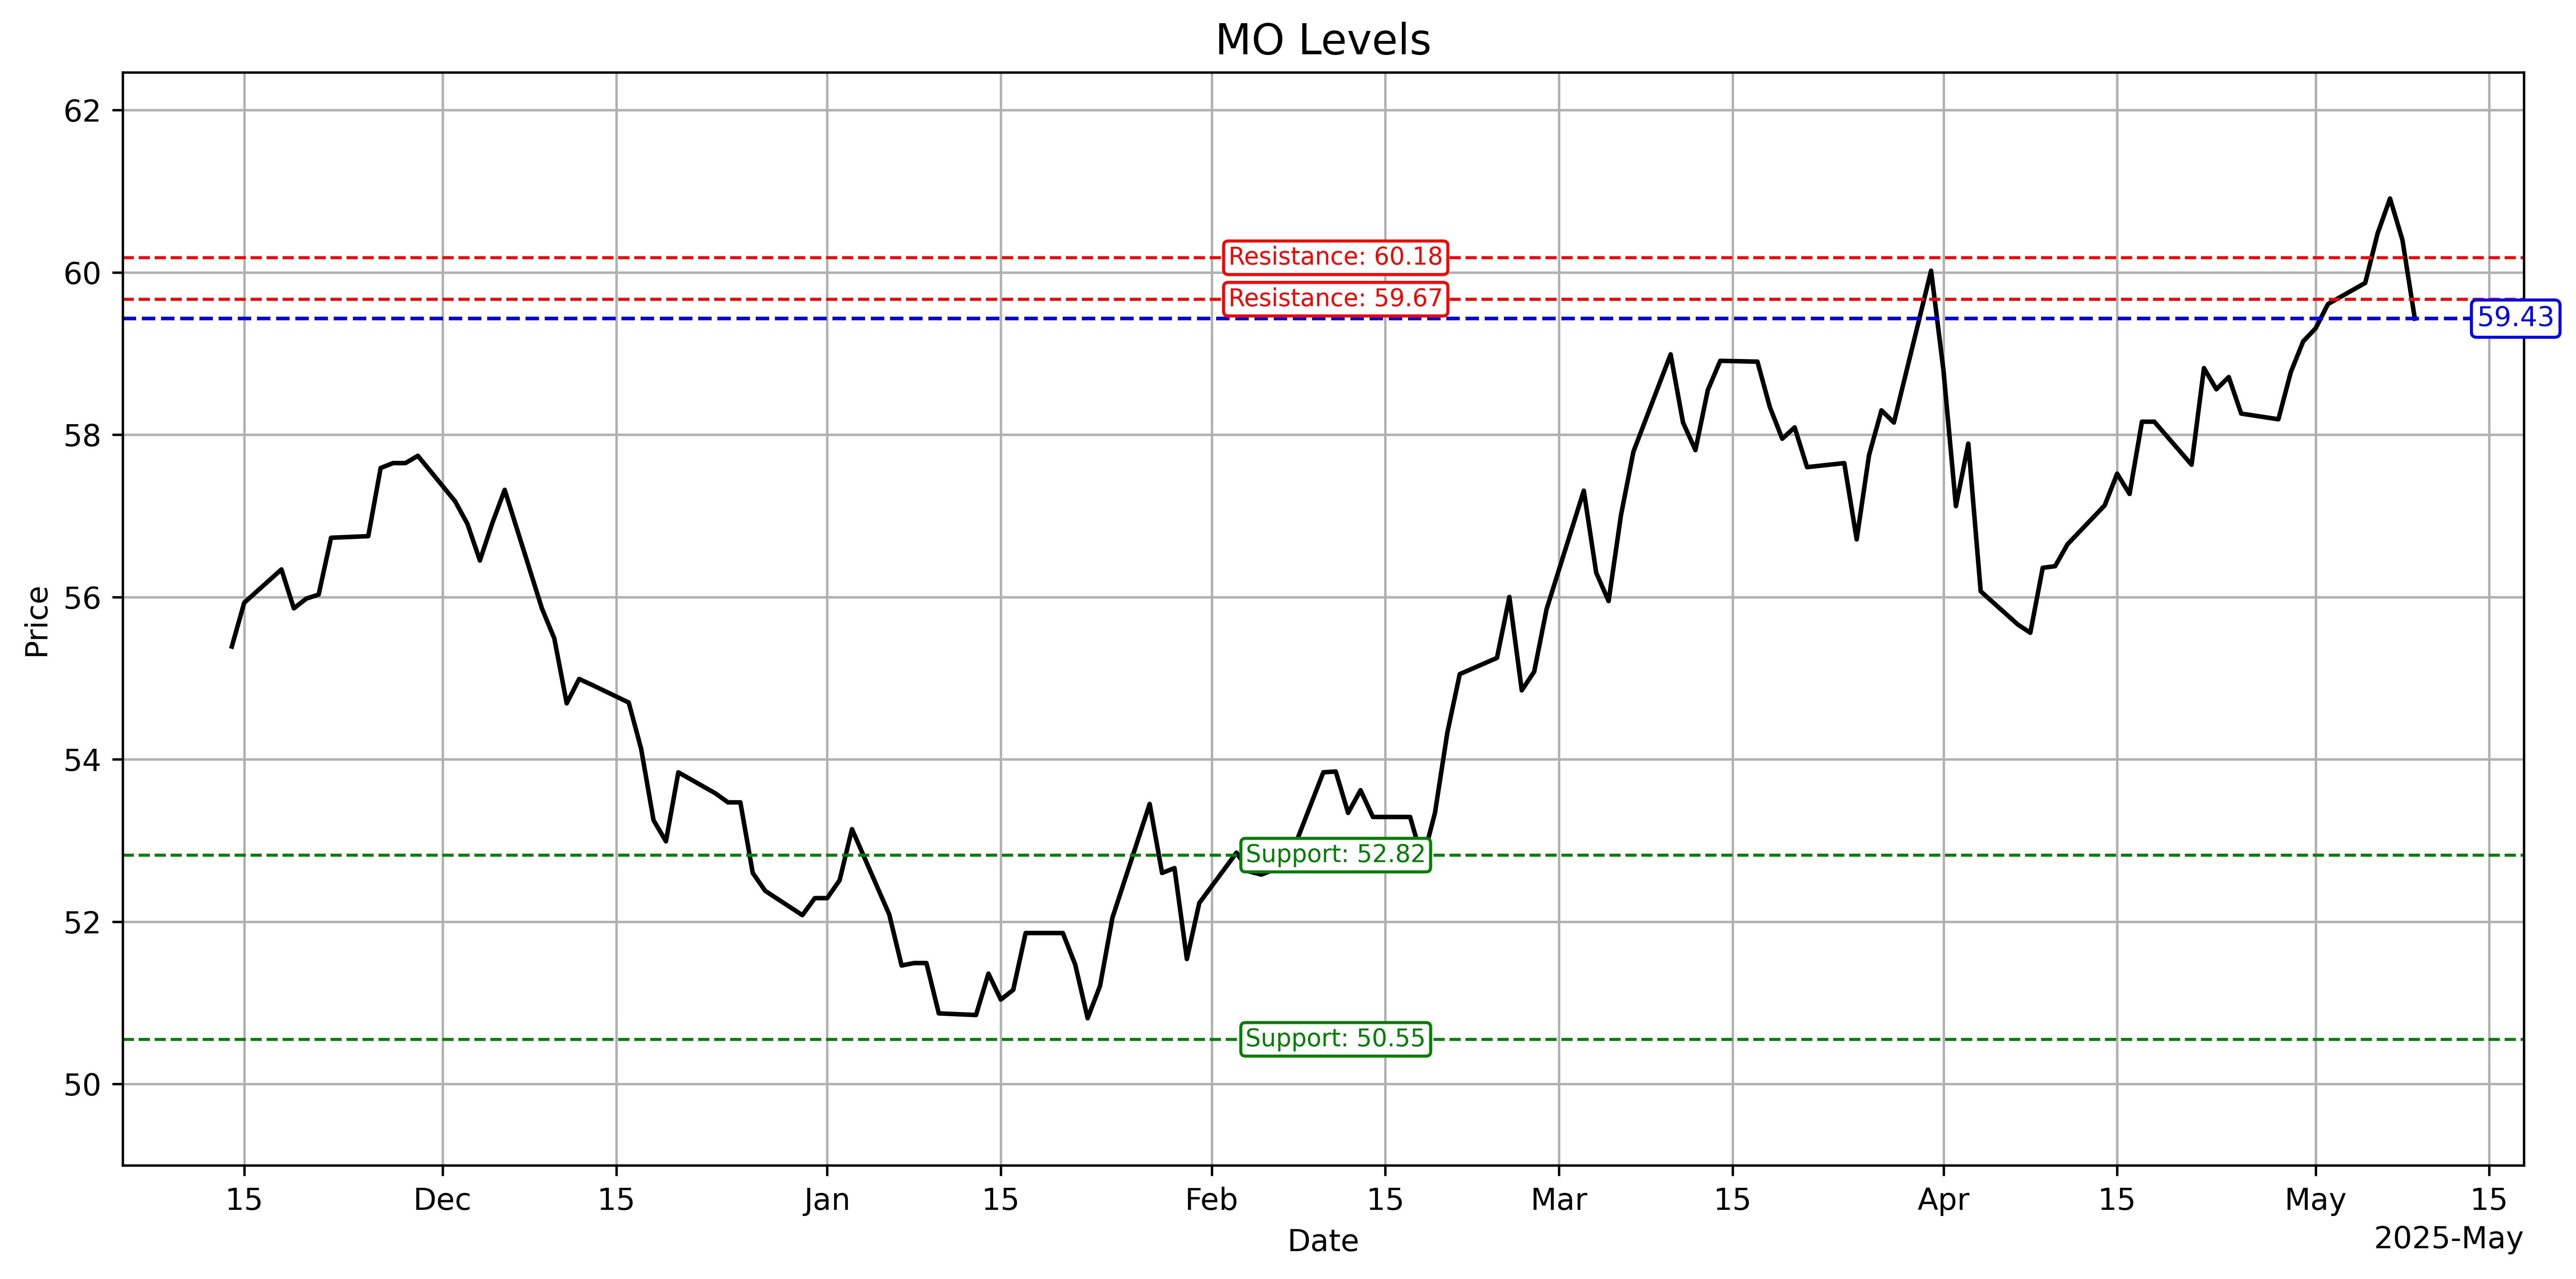 MO Levels
62
60
58
56
54
52
50
Price
Resistance: 60.18
Resistance: 59.67
59.43
Support: 52.82
Support: 50.55
15 Dec 15 Jan 15 Feb 15 Mar 15 Apr 15 May 15
Date
2025-May